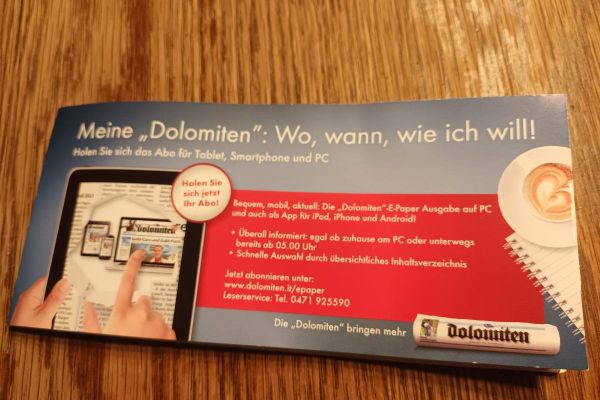 Meine „Dolomiten": Wo, wann, wie ich will!
Holen Sie sich das Abo für Tablet, Smartphone und PC
Holen Sie
sich jetzt
Ihr Abo!
Bequem, mobil, aktuell: Die „Dolomiten"-E-Paper Ausgabe auf PC
und auch als App für iPad, iPhone und Android!
• Überall informiert: egal ob zuhause am PC oder unterwegs
bereits ab 05.00 Uhr
• Schnelle Auswahl durch übersichtliches Inhaltsverzeichnis
Jetzt abonnieren unter:
www.dolomiten.it/epaper
Leserservice: Tel. 0471 925590
Die „Dolomiten" bringen mehr
Dolomiten
Dolomiten